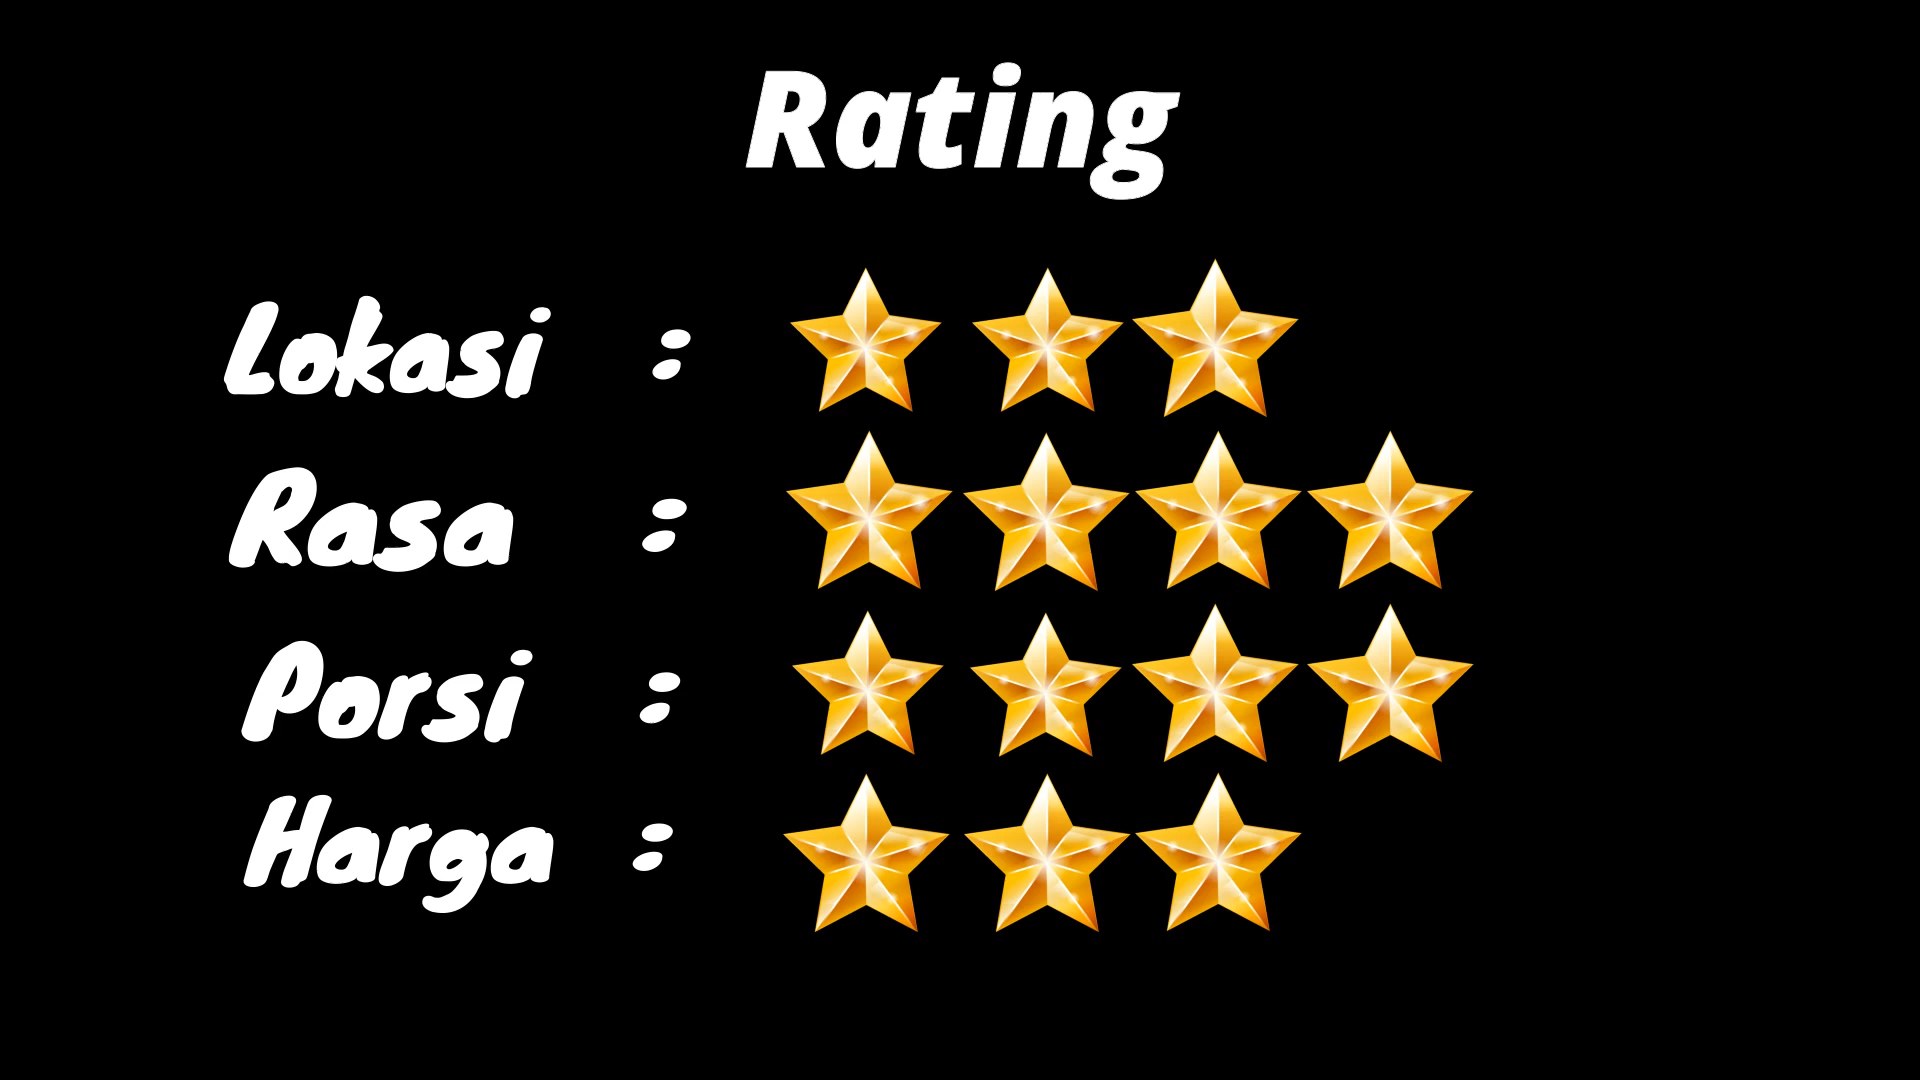 Rating
Lokasi :
Rasa :
Porsi :
Harga :